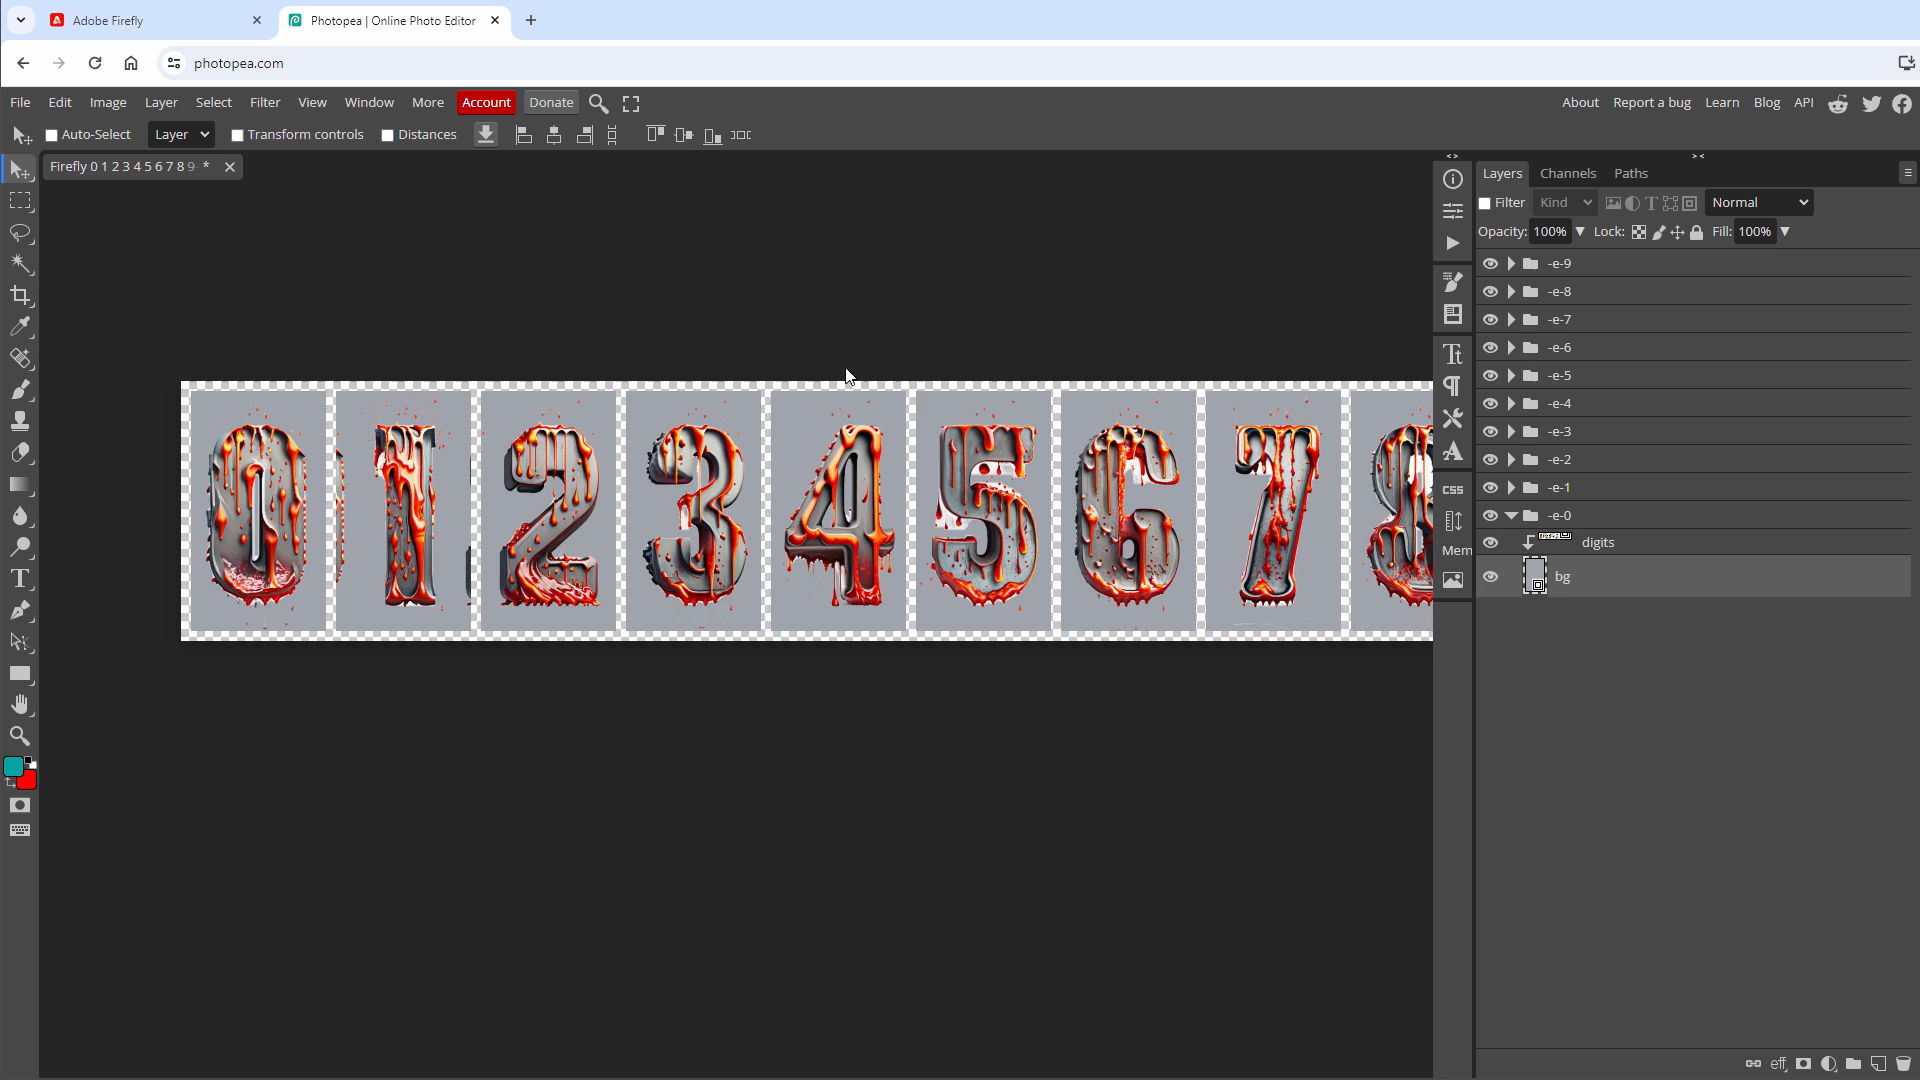 Adobe Firefly
Photopea | Online Photo Editor
photopea.com
File Edit Image Layer Select Filter View Window More Account Donate
About Report a bug Learn Blog API
Auto-Select Layer Transform controls Distances
Firefly 0 1 2 3 4 5 6 7 8 9- *
Layers Channels Paths
Filter Kind Normal
Opacity: 100% Lock: Fill: 100%
-e-9
-e-8
-e-7
-e-6
-e-5
-e-4
-e-3
-e-2
-e-1
-e-0
digits
bg
CSS
Mem
0 1 2 3 4 5 6 7 8
eff